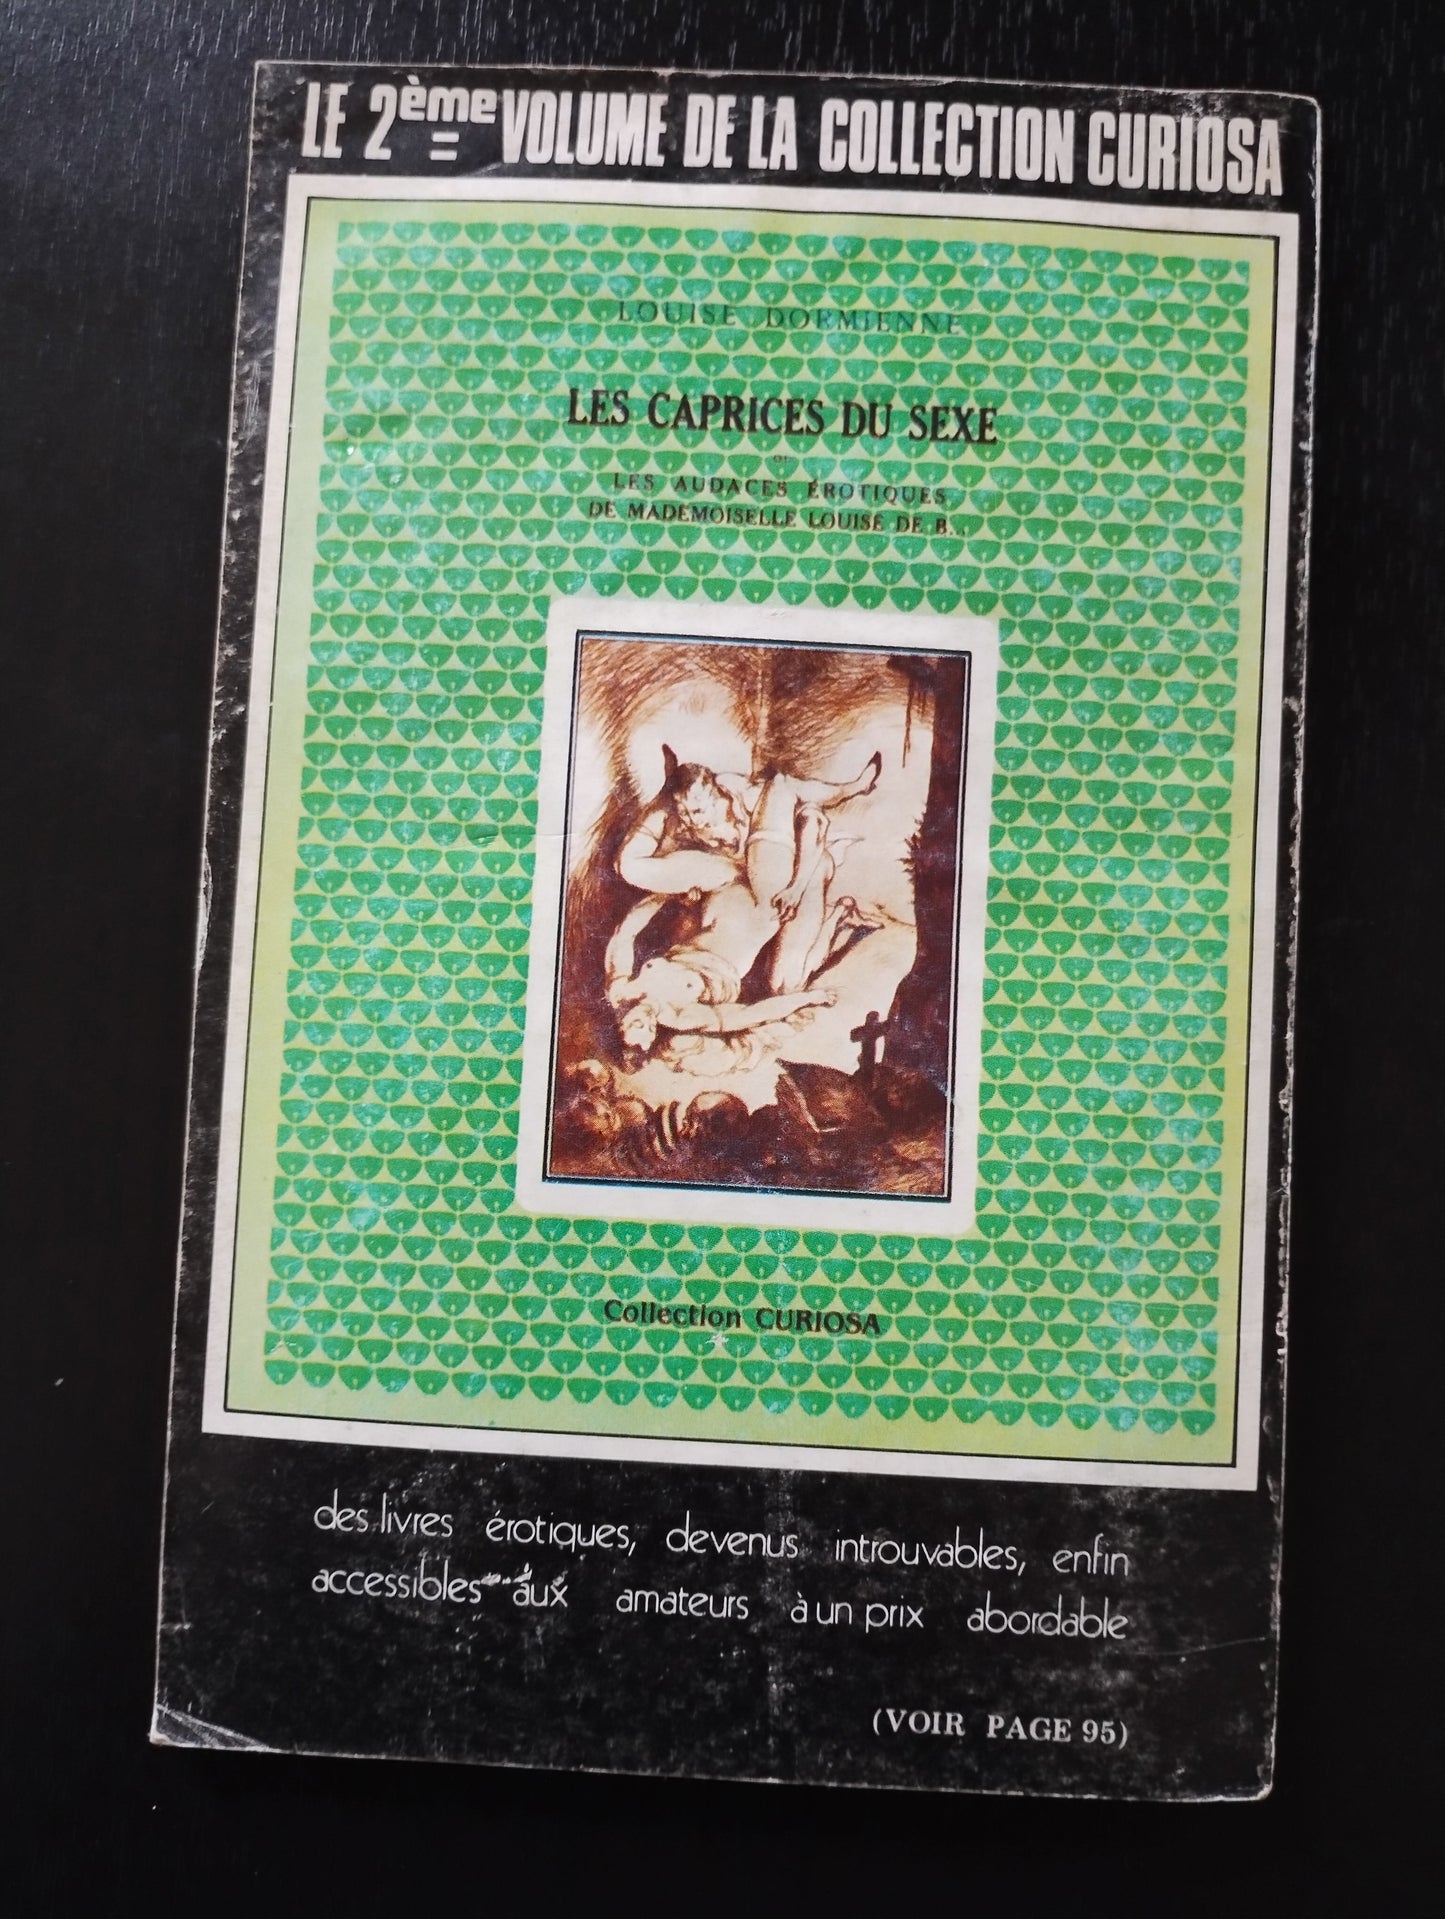 LE 2ème VOLUME DE LA COLLECTION CURIOSA
LOUISE DORMIENNE
LES CAPRICES DU SEXE
ou
LES AUDACES ÉROTIQUES
DE MADEMOISELLE LOUISE DE B...
Collection CURIOSA
des livres érotiques, devenus introuvables, enfin
accessibles aux amateurs à un prix abordable
(VOIR PAGE 95)